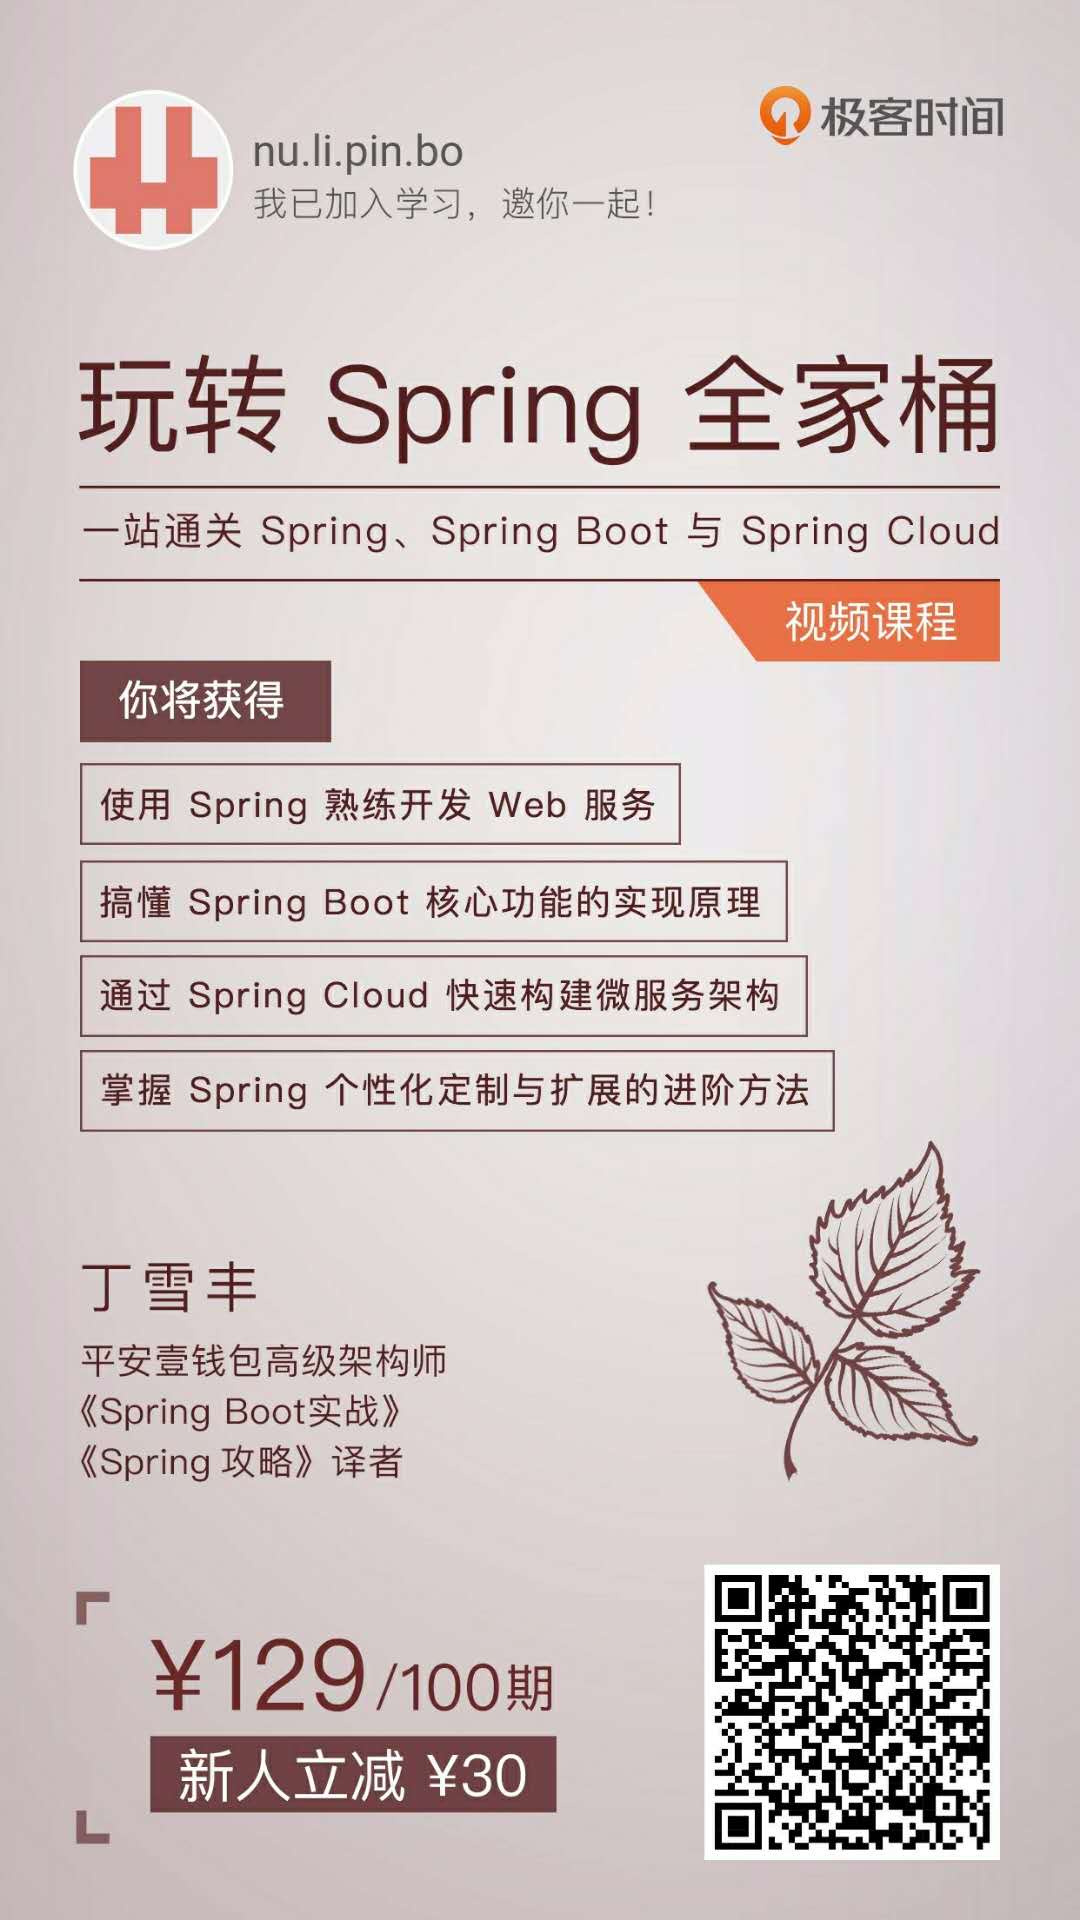 nu.li.pin.bo
极客时间
我已加入学习，邀你一起！
玩转 Spring 全家桶
一站通关 Spring、Spring Boot 与 Spring Cloud
视频课程
你将获得
使用 Spring 熟练开发 Web 服务
搞懂 Spring Boot 核心功能的实现原理
通过 Spring Cloud 快速构建微服务架构
掌握 Spring 个性化定制与扩展的进阶方法
丁雪丰
平安壹钱包高级架构师
《Spring Boot实战》
《Spring 攻略》译者
¥129/100期
新人立减 ¥30